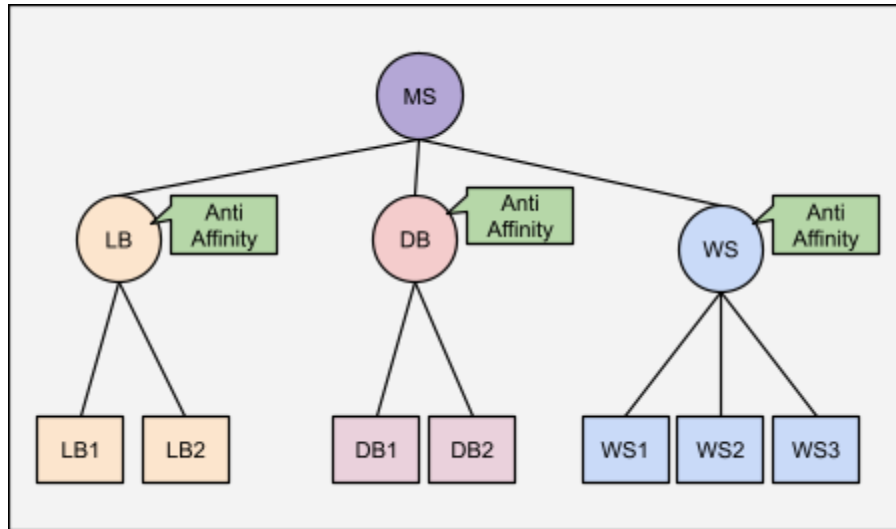 MS
LB
Anti
Affinity
DB
Anti
Affinity
WS
Anti
Affinity
LB1
LB2
DB1
DB2
WS1
WS2
WS3